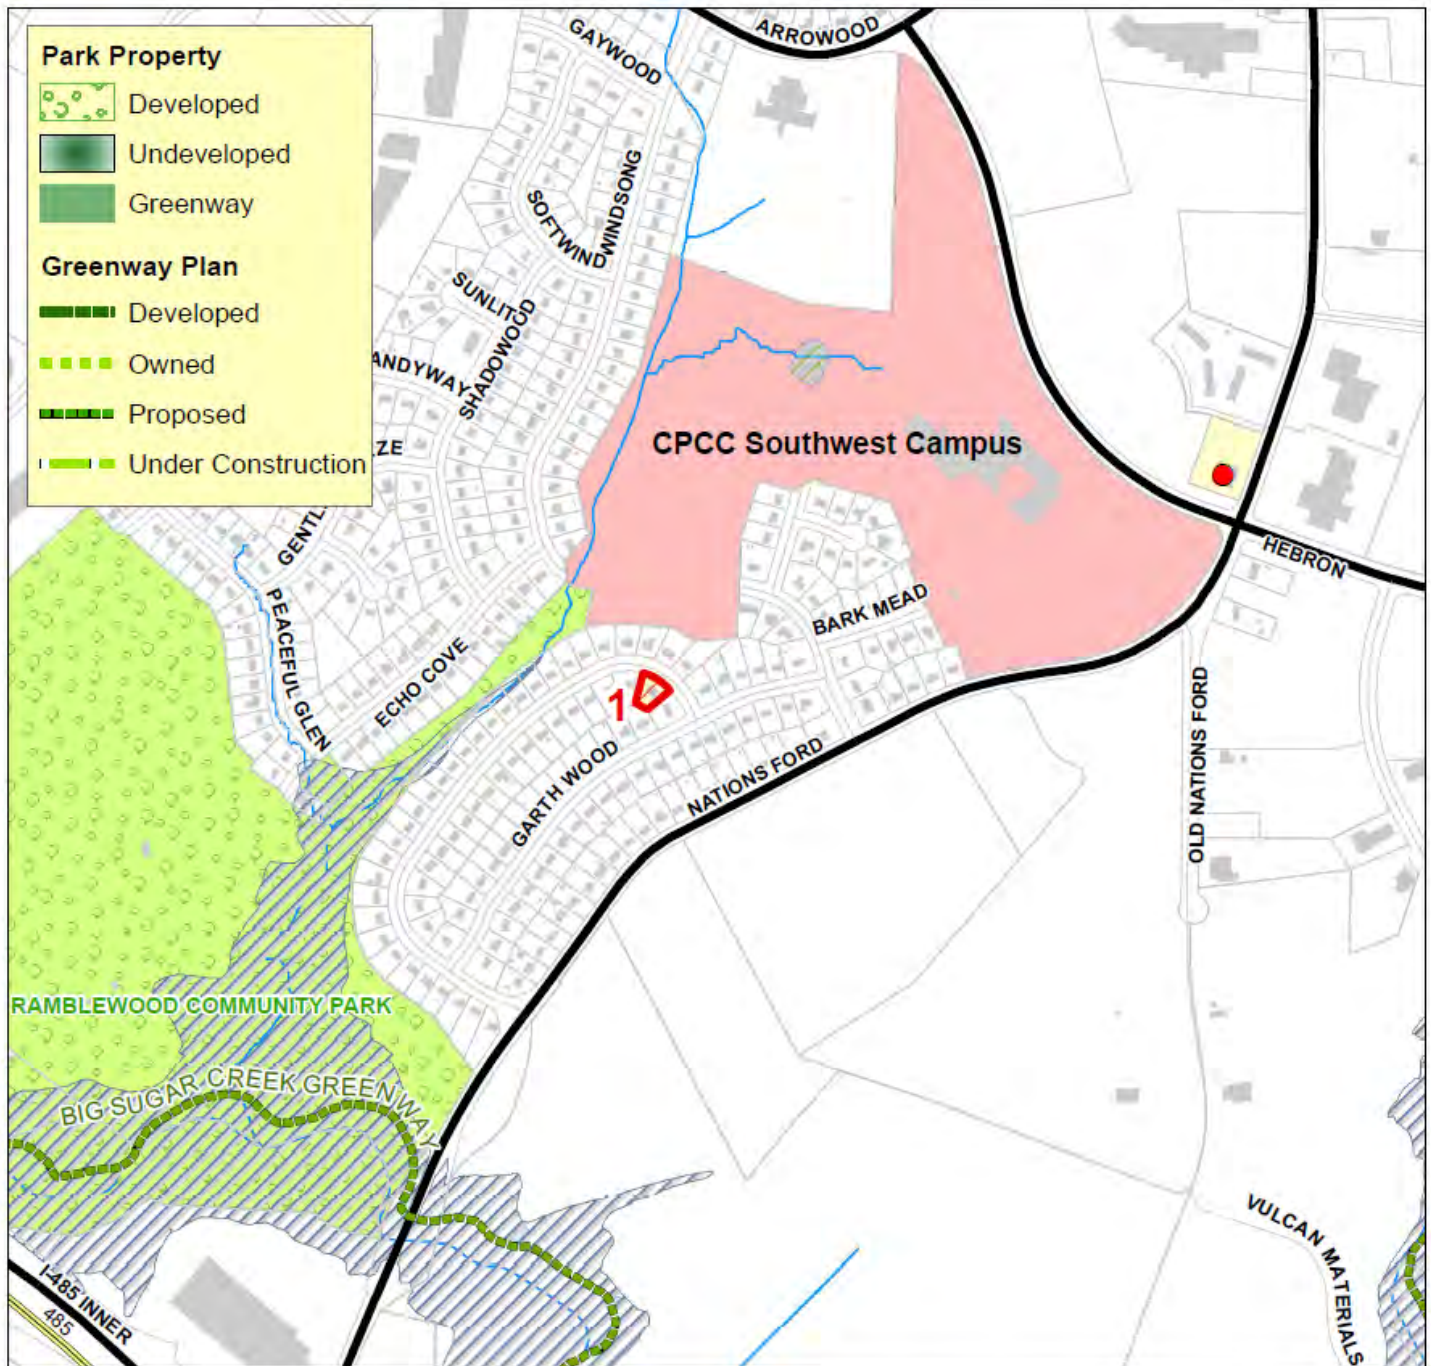 Park Property
Developed
Undeveloped
Greenway
Greenway Plan
Developed
Owned
Proposed
Under Construction
ARROWOOD
GAYWOOD
WINDSONG
SOFTWIND
SUNLIT
SHADOWOOD
ANDYWAY
ZE
GENTL
CPCC Southwest Campus
HEBRON
PEACEFUL GLEN
ECHO COVE
BARK MEAD
1
GARTH WOOD
NATIONS FORD
OLD NATIONS FORD
RAMBLEWOOD COMMUNITY PARK
BIG SUGAR CREEK GREENWAY
VULCAN MATERIALS
I-485 INNER
485